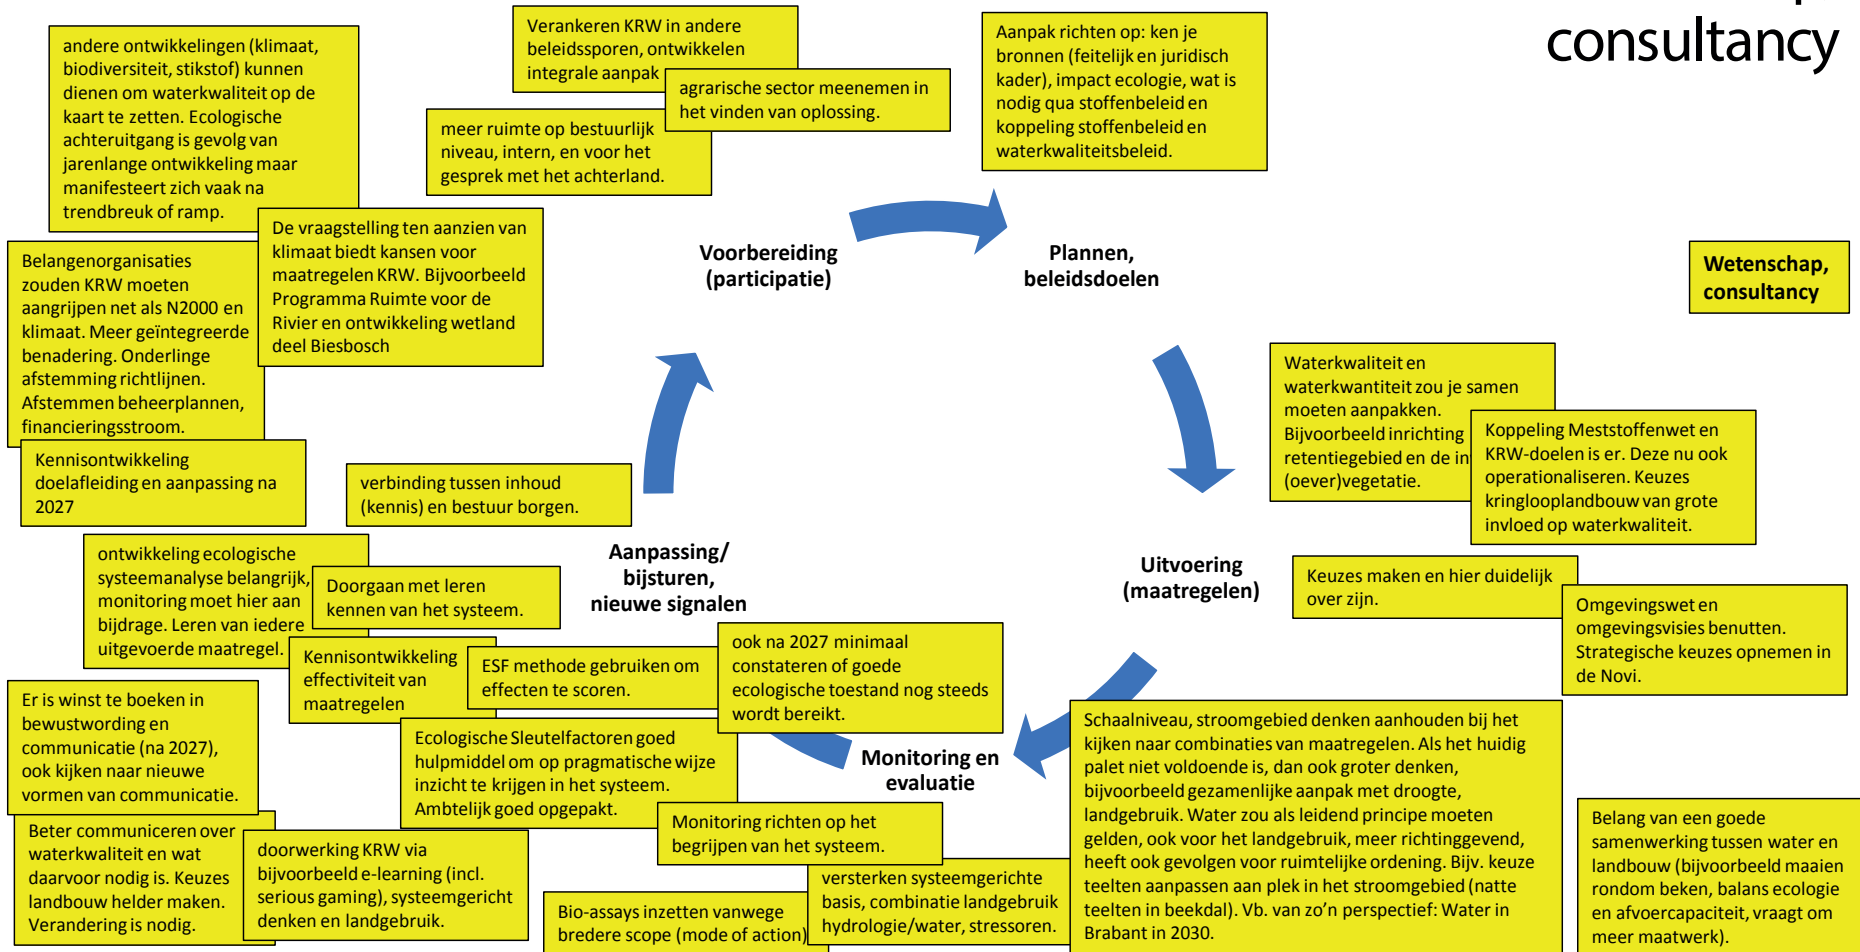 consultancy
andere ontwikkelingen (klimaat,
biodiversiteit, stikstof) kunnen
dienen om waterkwaliteit op de
kaart te zetten. Ecologische
achteruitgang is gevolg van
jarenlange ontwikkeling maar
manifesteert zich vaak na
trendbreuk of ramp.
Verankeren KRW in andere
beleidssporen, ontwikkelen
integrale aanpak
agrarische sector meenemen in
het vinden van oplossing.
meer ruimte op bestuurlijk
niveau, intern, en voor het
gesprek met het achterland.
Aanpak richten op: ken je
bronnen (feitelijk en juridisch
kader), impact ecologie, wat is
nodig qua stoffenbeleid en
koppeling stoffenbeleid en
waterkwaliteitsbeleid.
De vraagstelling ten aanzien van
klimaat biedt kansen voor
maatregelen KRW. Bijvoorbeeld
Programma Ruimte voor de
Rivier en ontwikkeling wetland
deel Biesbosch
Belangenorganisaties
zouden KRW moeten
aangrijpen net als N2000 en
klimaat. Meer geïntegreerde
benadering. Onderlinge
afstemming richtlijnen.
Afstemmen beheerplannen,
financieringsstroom.
Voorbereiding
(participatie)
Plannen,
beleidsdoelen
Wetenschap,
consultancy
Waterkwaliteit en
waterkwantiteit zou je samen
moeten aanpakken.
Bijvoorbeeld inrichting
retentiegebied en de
(oever)vegetatie.
Koppeling Meststoffenwet en
KRW-doelen is er. Deze nu ook
operationaliseren. Keuzes
kringlooplandbouw van grote
invloed op waterkwaliteit.
Kennisontwikkeling
doelafleiding en aanpassing na
2027
verbinding tussen inhoud
(kennis) en bestuur borgen.
Aanpassing/
bijsturen,
nieuwe signalen
Uitvoering
(maatregelen)
Keuzes maken en hier duidelijk
over zijn.
Omgevingswet en
omgevingsvisies benutten.
Strategische keuzes opnemen in
de Novi.
ontwikkeling ecologische
systeemanalyse belangrijk,
monitoring moet hier aan
bijdrage. Leren van iedere
uitgevoerde maatregel.
Doorgaan met leren
kennen van het systeem.
Kennisontwikkeling
effectiviteit van
maatregelen
ESF methode gebruiken om
effecten te scoren.
ook na 2027 minimaal
constateren of goede
ecologische toestand nog steeds
wordt bereikt.
Er is winst te boeken in
bewustwording en
communicatie (na 2027),
ook kijken naar nieuwe
vormen van communicatie.
Ecologische Sleutelfactoren goed
hulpmiddel om op pragmatische wijze
inzicht te krijgen in het systeem.
Ambtelijk goed opgepakt.
Monitoring en
evaluatie
Schaalniveau, stroomgebied denken aanhouden bij het
kijken naar combinaties van maatregelen. Als het huidig
palet niet voldoende is, dan ook groter denken,
bijvoorbeeld gezamenlijke aanpak met droogte,
landgebruik. Water zou als leidend principe moeten
gelden, ook voor het landgebruik, meer richtinggevend,
heeft ook gevolgen voor ruimtelijke ordening. Bijv. keuze
teelten aanpassen aan plek in het stroomgebied (natte
teelten in beekdal). Vb. van zo’n perspectief: Water in
Brabant in 2030.
Beter communiceren over
waterkwaliteit en wat
daarvoor nodig is. Keuzes
landbouw helder maken.
Verandering is nodig.
doorwerking KRW via
bijvoorbeeld e-learning (incl.
serious gaming), systeemgericht
denken en landgebruik.
Monitoring richten op het
begrijpen van het systeem.
Bio-assays inzetten vanwege
bredere scope (mode of action)
versterken systeemgerichte
basis, combinatie landgebruik
hydrologie/water, stressoren.
Belang van een goede
samenwerking tussen water en
landbouw (bijvoorbeeld maaien
rondom beken, balans ecologie
en afvoercapaciteit, vraagt om
meer maatwerk).